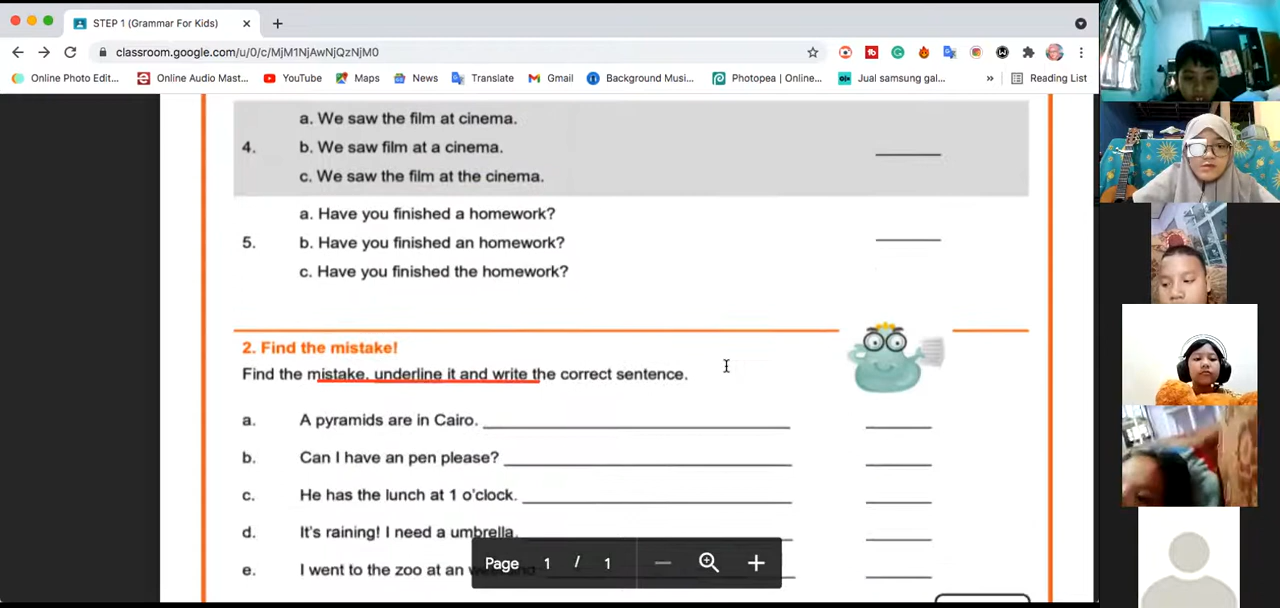 STEP 1 (Grammar For Kids)
classroom.google.com/u/0/c/MjM1NjAwNjQzNjM0
Online Photo Edit... Online Audio Mast... YouTube Maps News Translate Gmail Background Musi... Photopea | Online... Jual samsung gal... » Reading List
a. We saw the film at cinema.
4. b. We saw film at a cinema.
c. We saw the film at the cinema.
a. Have you finished a homework?
5. b. Have you finished an homework?
c. Have you finished the homework?
2. Find the mistake!
Find the mistake, underline it and write the correct sentence.
a. A pyramids are in Cairo.
b. Can I have an pen please?
c. He has the lunch at 1 o'clock.
d. It's raining! I need a umbrella.
e. I went to the zoo at an
Page 1 / 1